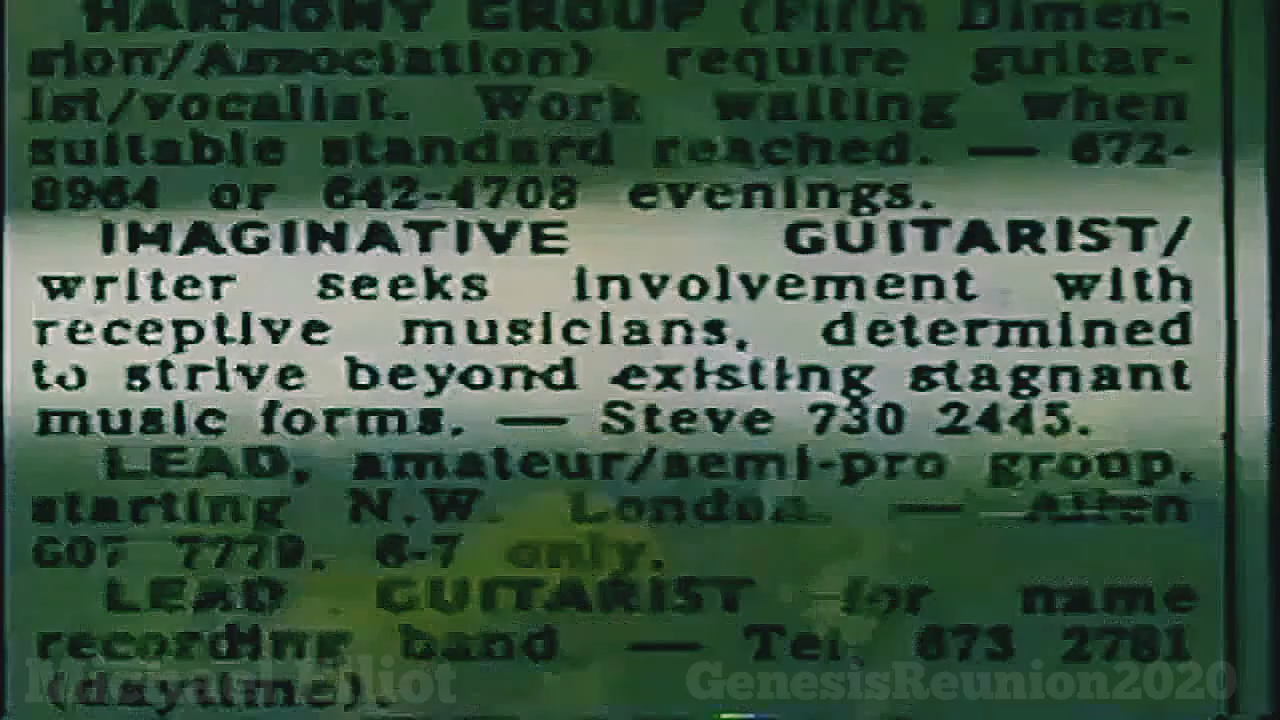 HARMONY GROUP (Fifth Dimen-
sion/Association) require guitar-
ist/vocalist. Work waiting when
suitable standard reached. — 672-
8964 or 642-4708 evenings.
IMAGINATIVE GUITARIST/
writer seeks involvement with
receptive musicians, determined
to strive beyond existing stagnant
music forms. — Steve 730 2445.
LEAD, amateur/semi-pro group,
starting N.W. London. —
6-7 only.
LEAD GUITARIST for name
recording band — Tel. 673 2781
(daytime).
Michael Elliot
GenesisReunion2020